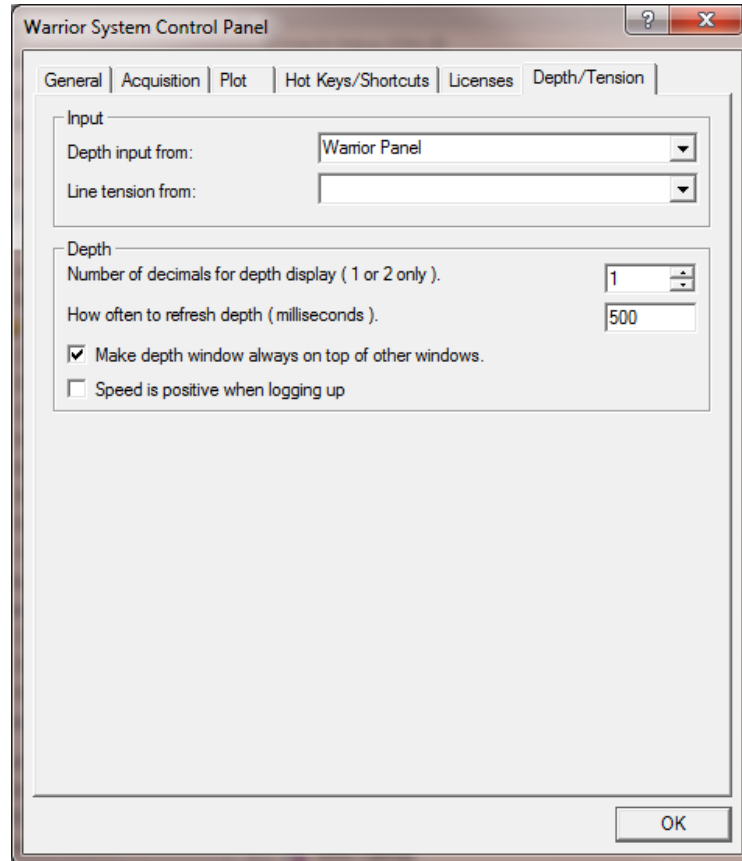 Warrior System Control Panel
?
X
General Acquisition Plot Hot Keys/Shortcuts Licenses Depth/Tension
Input
Depth input from: Warrior Panel
Line tension from:
Depth
Number of decimals for depth display ( 1 or 2 only ). 1
How often to refresh depth ( milliseconds ). 500
Make depth window always on top of other windows.
Speed is positive when logging up
OK